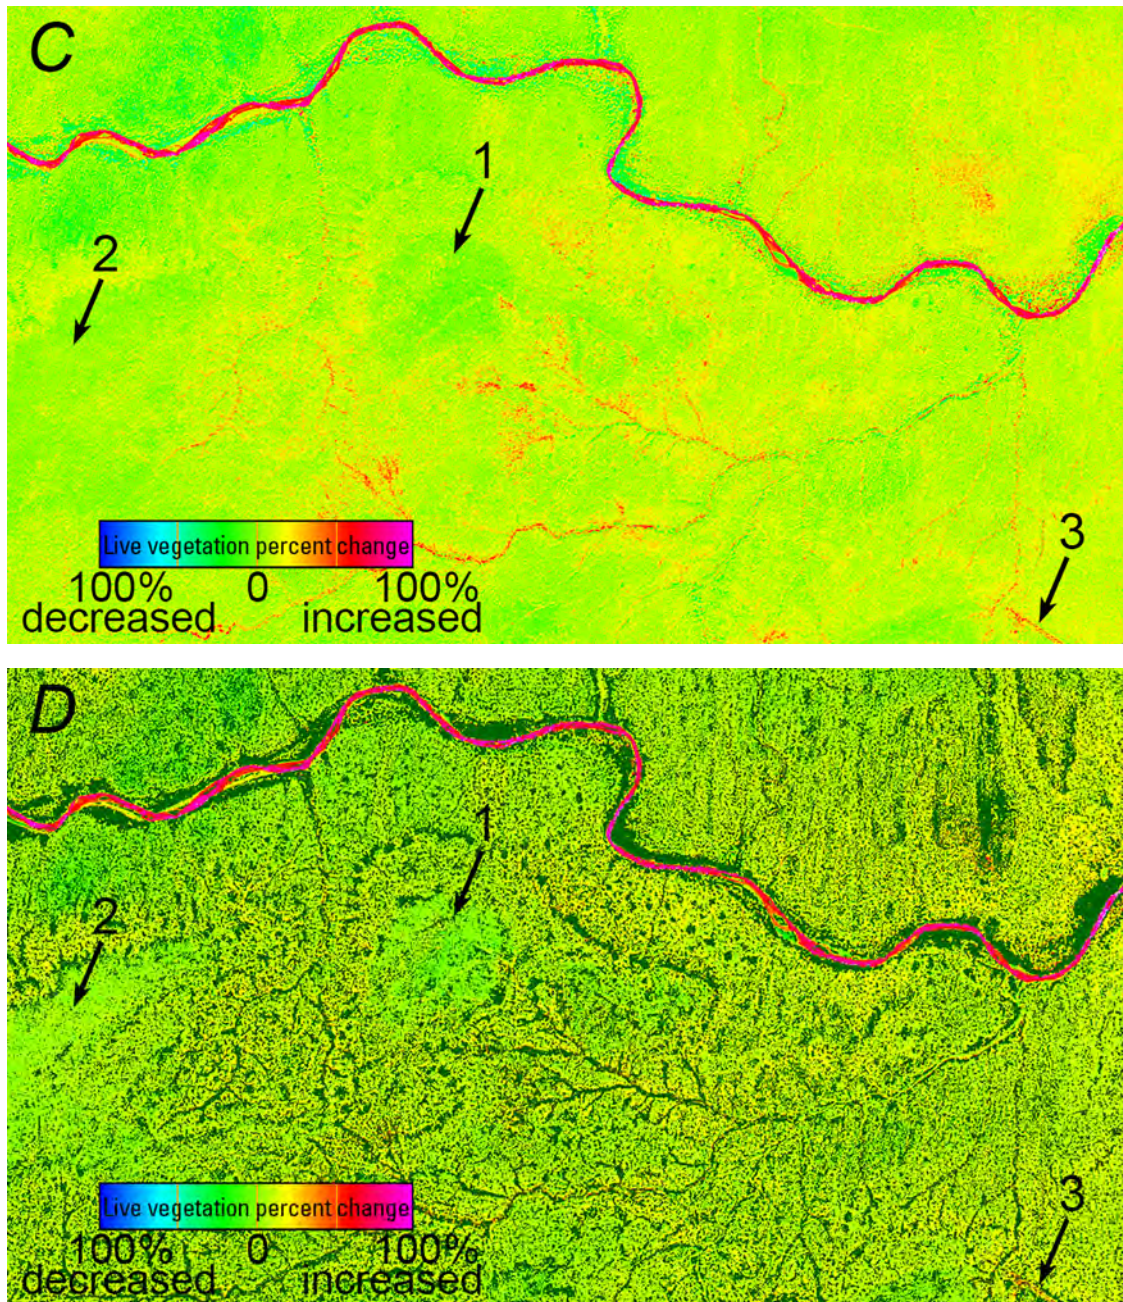 C
1
2
3
Live vegetation percent change
100% 0 100%
decreased increased
D
1
2
3
Live vegetation percent change
100% 0 100%
decreased increased